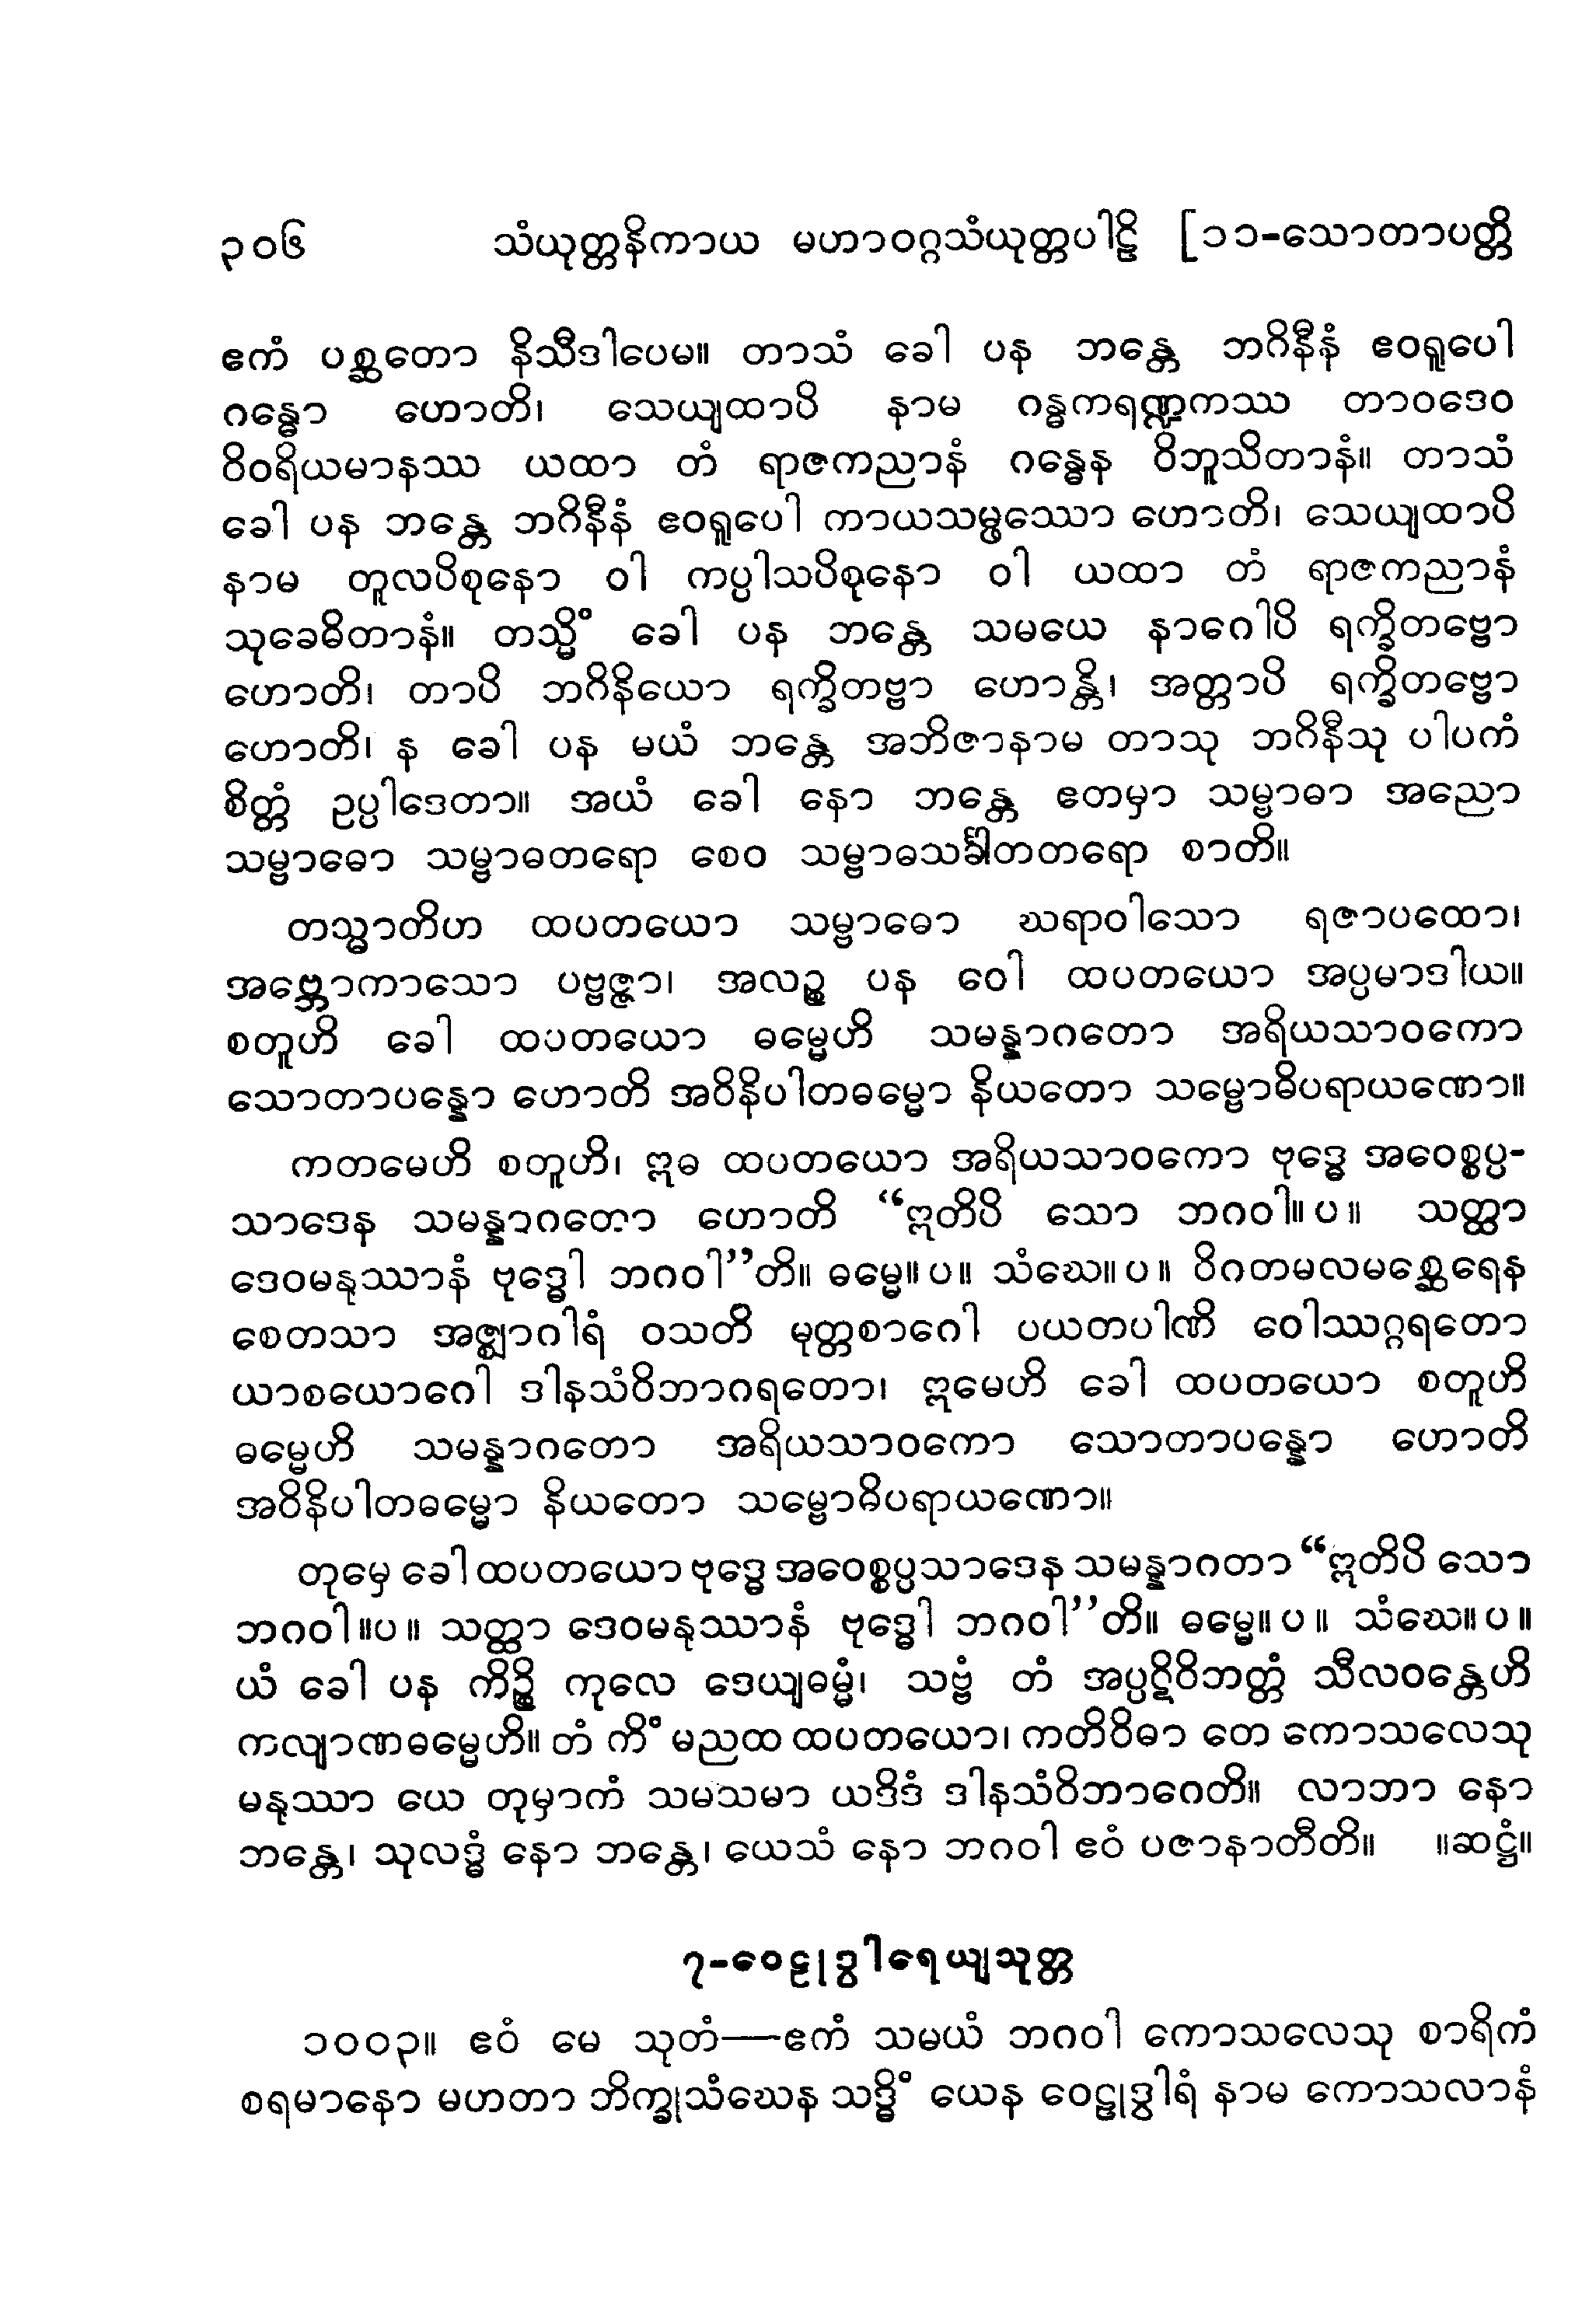 ၃၀၆ သံယုတ္တနိကာယ မဟာဝဂ္ဂသံယုတ္တပါဠိ [၁၁-သောတာပတ္တိ
ဧကံ ပစ္ဆတော နိသီဒါပေမ။ တာသံ ခေါ ပန ဘန္တေ ဘဂိနီနံ ဧဝရူပေါ
ဂန္ဓော ဟောတိ၊ သေယျထာပိ နာမ ဂန္ဓကရဏ္ဍကဿ တာဝဒေဝ
ဝိဝရိယမာနဿ ယထာ တံ ရာဇကညာနံ ဂန္ဓေန ဝိဘူသိတာနံ။ တာသံ
ခေါ ပန ဘန္တေ ဘဂိနီနံ ဧဝရူပေါ ကာယသမ္ဖဿော ဟောတိ၊ သေယျထာပိ
နာမ တူလပိစုနော ဝါ ကပ္ပါသပိစုနော ဝါ ယထာ တံ ရာဇကညာနံ
သုခေဓိတာနံ။ တသ္မိံ ခေါ ပန ဘန္တေ သမယေ နာဂေါပိ ရက္ခိတဗ္ဗော
ဟောတိ၊ တာပိ ဘဂိနိယော ရက္ခိတဗ္ဗာ ဟောန္တိ၊ အတ္တာပိ ရက္ခိတဗ္ဗော
ဟောတိ၊ န ခေါ ပန မယံ ဘန္တေ အဘိဇာနာမ တာသု ဘဂိနီသု ပါပကံ
စိတ္တံ ဥပ္ပါဒေတာ။ အယံ ခေါ နော ဘန္တေ ဧတမှာ သမ္ဗာဓာ အညော
သမ္ဗာဓော သမ္ဗာဓတရော စေဝ သမ္ဗာဓသင်္ခါတတရော စာတိ။
တသ္မာတိဟ ထပတယော သမ္ဗာဓော ဃရာဝါသော ရဇာပထော၊
အဗ္ဘောကာသော ပဗ္ဗဇ္ဇာ၊ အလဉ္စ ပန ဝေါ ထပတယော အပ္ပမာဒါယ။
စတူဟိ ခေါ ထပတယော ဓမ္မေဟိ သမန္နာဂတော အရိယသာဝကော
သောတာပန္နော ဟောတိ အဝိနိပါတဓမ္မော နိယတော သမ္ဗောဓိပရာယဏော။
ကတမေဟိ စတူဟိ၊ ဣဓ ထပတယော အရိယသာဝကော ဗုဒ္ဓေ အဝေစ္စပ္ပ-
သာဒေန သမန္နာဂတော ဟောတိ “ဣတိပိ သော ဘဂဝါ။ပ။ သတ္ထာ
ဒေဝမနုဿာနံ ဗုဒ္ဓေါ ဘဂဝါ”တိ။ ဓမ္မေ။ပ။ သံဃေ။ပ။ ဝိဂတမလမစ္ဆေရေန
စေတသာ အဇ္ဈာဂါရံ ဝသတိ မုတ္တစာဂေါ ပယတပါဏိ ဝေါဿဂ္ဂရတော
ယာစယောဂေါ ဒါနသံဝိဘာဂရတော၊ ဣမေဟိ ခေါ ထပတယော စတူဟိ
ဓမ္မေဟိ သမန္နာဂတော အရိယသာဝကော သောတာပန္နော ဟောတိ
အဝိနိပါတဓမ္မော နိယတော သမ္ဗောဓိပရာယဏော။
တုမှေ ခေါ ထပတယော ဗုဒ္ဓေ အဝေစ္စပ္ပသာဒေန သမန္နာဂတာ “ဣတိပိ သော
ဘဂဝါ။ပ။ သတ္ထာ ဒေဝမနုဿာနံ ဗုဒ္ဓေါ ဘဂဝါ”တိ။ ဓမ္မေ။ပ။ သံဃေ။ပ။
ယံ ခေါ ပန ကိဉ္စိ ကုလေ ဒေယျဓမ္မံ၊ သဗ္ဗံ တံ အပ္ပဋိဝိဘတ္တံ သီလဝန္တေဟိ
ကလျာဏဓမ္မေဟိ။ တံ ကိံ မညထ ထပတယော၊ ကတိဝိဓာ တေ ကောသလေသု
မနုဿာ ယေ တုမှာကံ သမသမာ ယဒိဒံ ဒါနသံဝိဘာဂေတိ။ လာဘာ နော
ဘန္တေ၊ သုလဒ္ဓံ နော ဘန္တေ၊ ယေသံ နော ဘဂဝါ ဧဝံ ပဇာနာတီတိ။ ။ဆဋ္ဌံ။
၇-ဝေဠုဒွါရေယျသုတ္တ
၁၀၀၃။ ဧဝံ မေ သုတံ—ဧကံ သမယံ ဘဂဝါ ကောသလေသု စာရိကံ
စရမာနော မဟတာ ဘိက္ခုသံဃေန သဒ္ဓိံ ယေန ဝေဠုဒွါရံ နာမ ကောသလာနံ